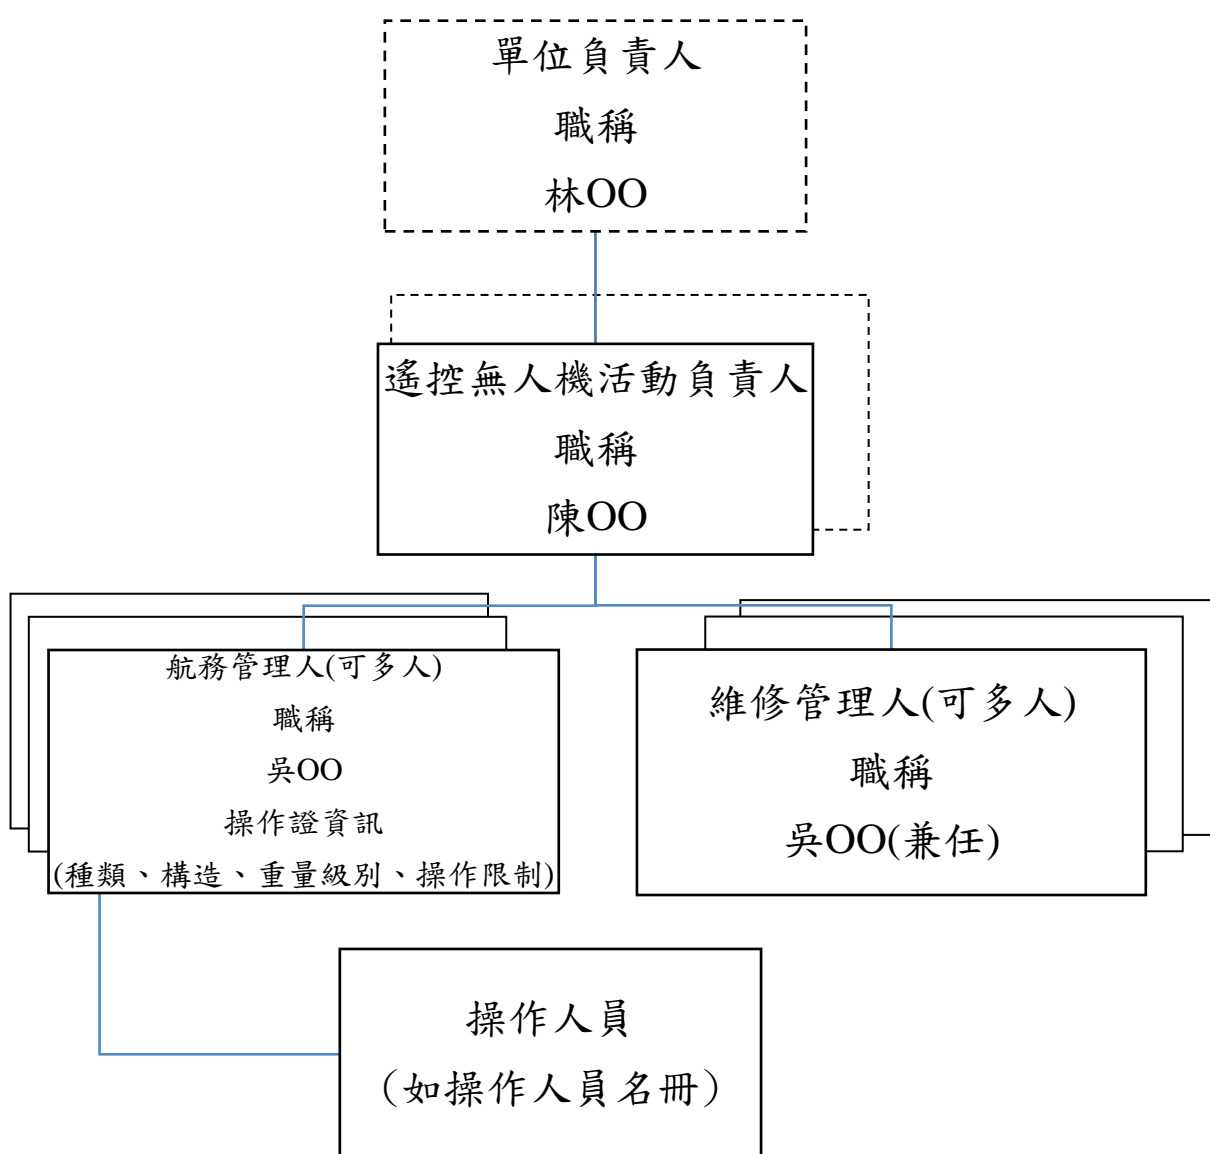 單位負責人
職稱
林OO
遙控無人機活動負責人
職稱
陳OO
航務管理人(可多人)
職稱
吳OO
操作證資訊
(種類、構造、重量級別、操作限制)
維修管理人(可多人)
職稱
吳OO(兼任)
操作人員
（如操作人員名冊）